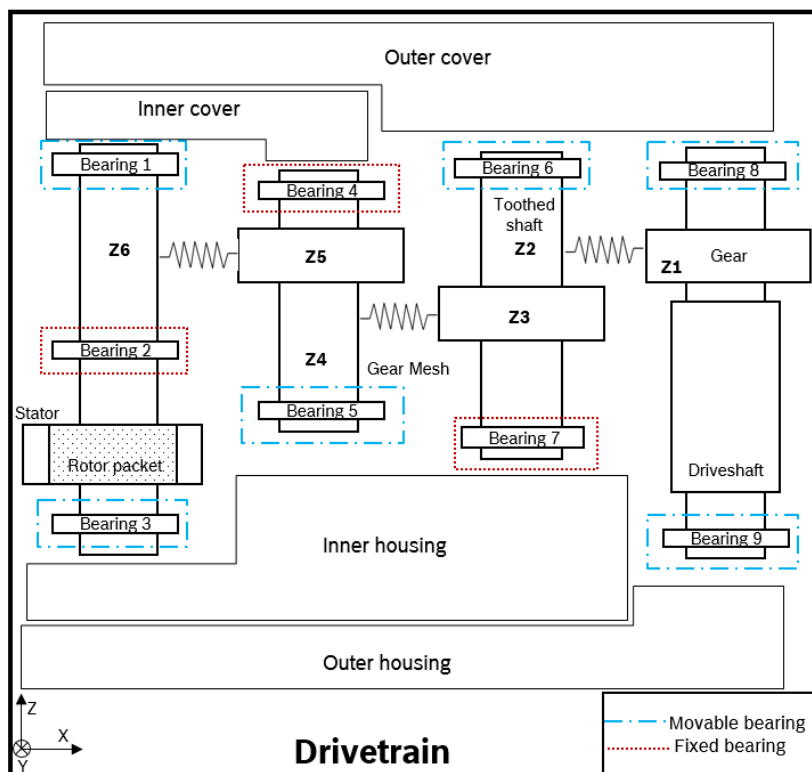 Outer cover
Inner cover
Bearing 1
Bearing 4
Bearing 6
Bearing 8
Toothed
shaft
Z6
Z5
Z2
Z1
Gear
Z3
Bearing 2
Z4
Gear Mesh
Bearing 5
Stator
Bearing 7
Rotor packet
Driveshaft
Bearing 3
Bearing 9
Inner housing
Outer housing
Z
X
Y
Drivetrain
Movable bearing
Fixed bearing